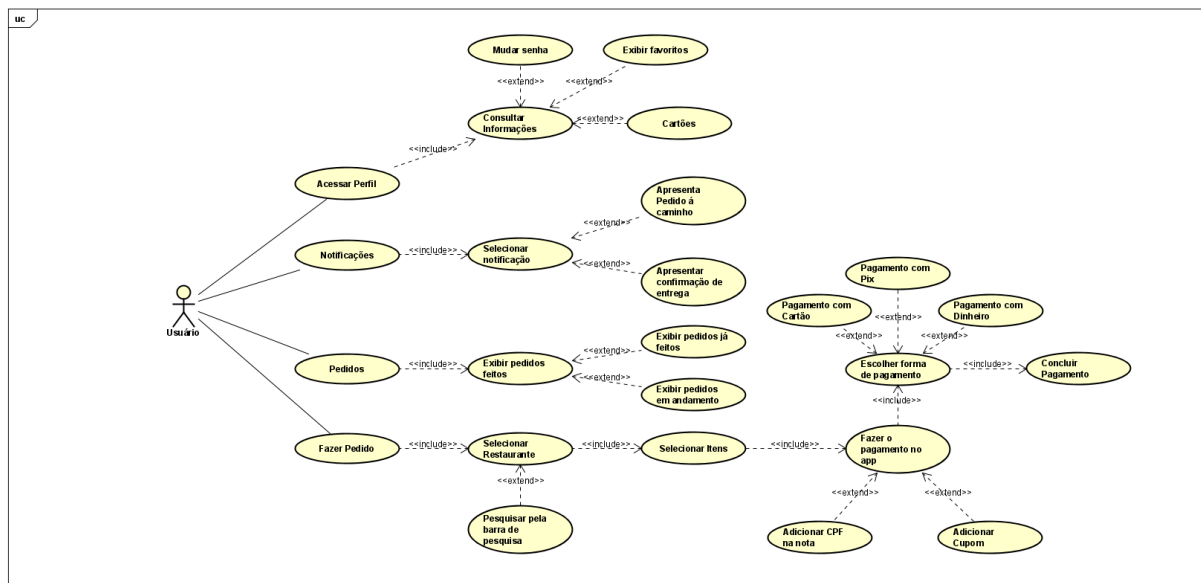 uc
Mudar senha
Exibir favoritos
<<extend>>
<<extend>>
Consultar
Informações
<<extend>>
Cartões
<<include>>
Acessar Perfil
Apresenta
Pedido á
caminho
<<extend>>
Notificações
<<include>>
Selecionar
notificação
<<extend>>
Apresentar
confirmação de
entrega
Pagamento com
Pix
Pagamento com
Cartão
Pagamento com
Dinheiro
<<extend>>
<<extend>>
<<extend>>
Usuário
Exibir pedidos já
feitos
<<extend>>
Pedidos
<<include>>
Exibir pedidos
feitos
<<extend>>
Exibir pedidos
em andamento
Escolher forma
de pagamento
<<include>>
Concluir
Pagamento
<<include>>
Fazer Pedido
<<include>>
Selecionar
Restaurante
<<include>>
Selecionar Itens
<<include>>
Fazer o
pagamento no
app
<<extend>>
<<extend>>
<<extend>>
Pesquisar pela
barra de
pesquisa
Adicionar CPF
na nota
Adicionar
Cupom